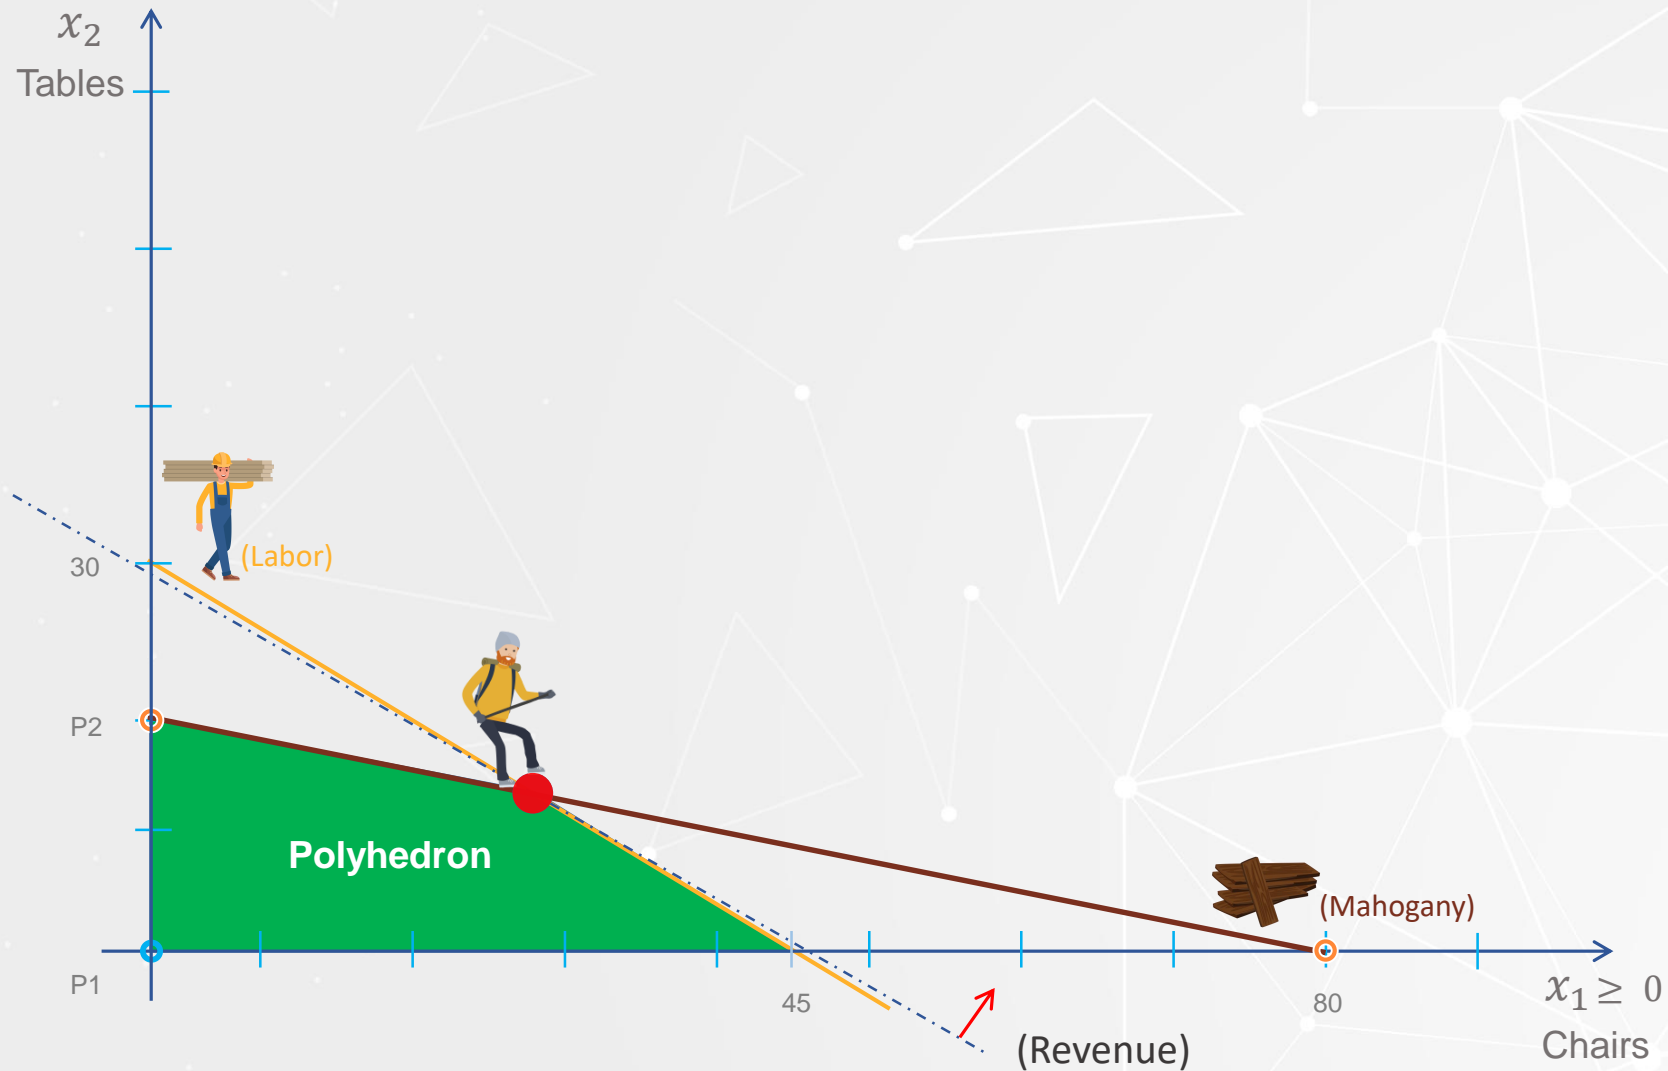 x₂
Tables
(Labor)
30
P2
Polyhedron
(Mahogany)
P1
45
80
x₁ ≥ 0
(Revenue)
Chairs